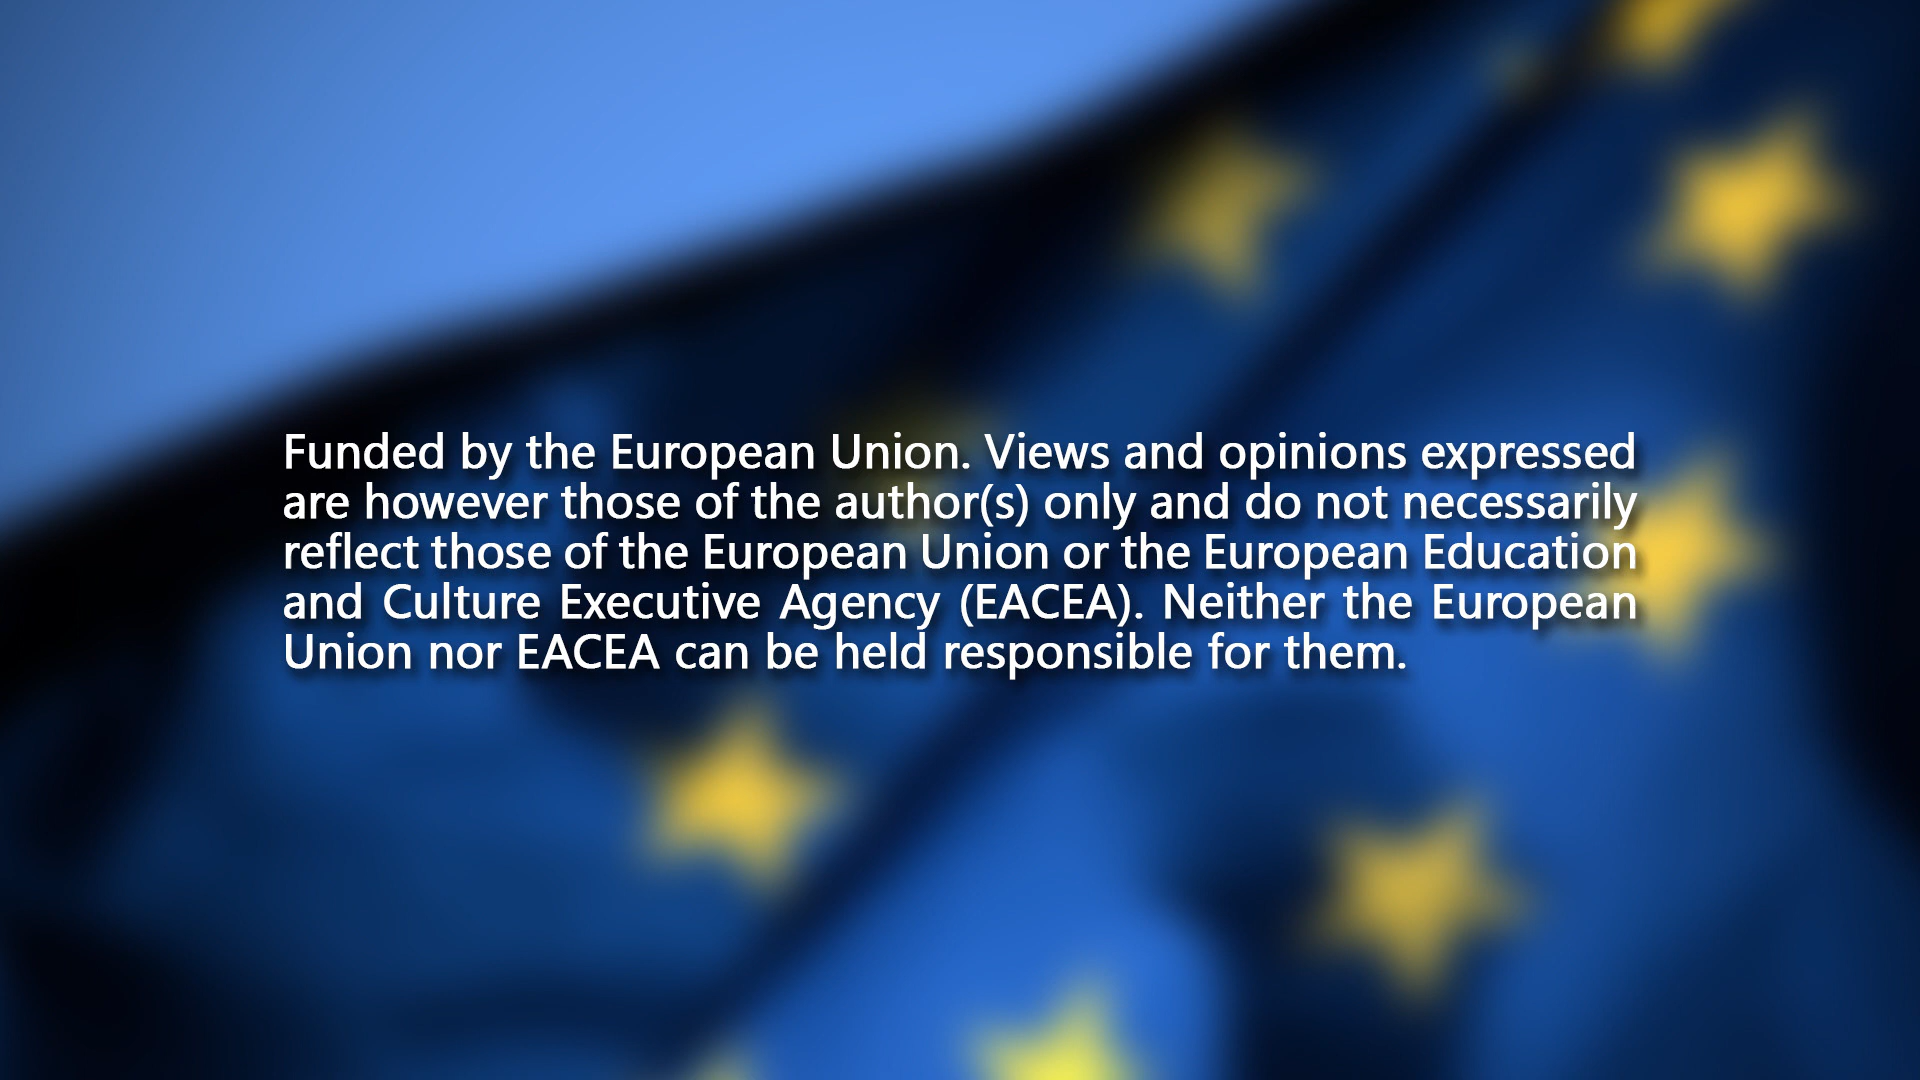 Funded by the European Union. Views and opinions expressed
are however those of the author(s) only and do not necessarily
reflect those of the European Union or the European Education
and Culture Executive Agency (EACEA). Neither the European
Union nor EACEA can be held responsible for them.